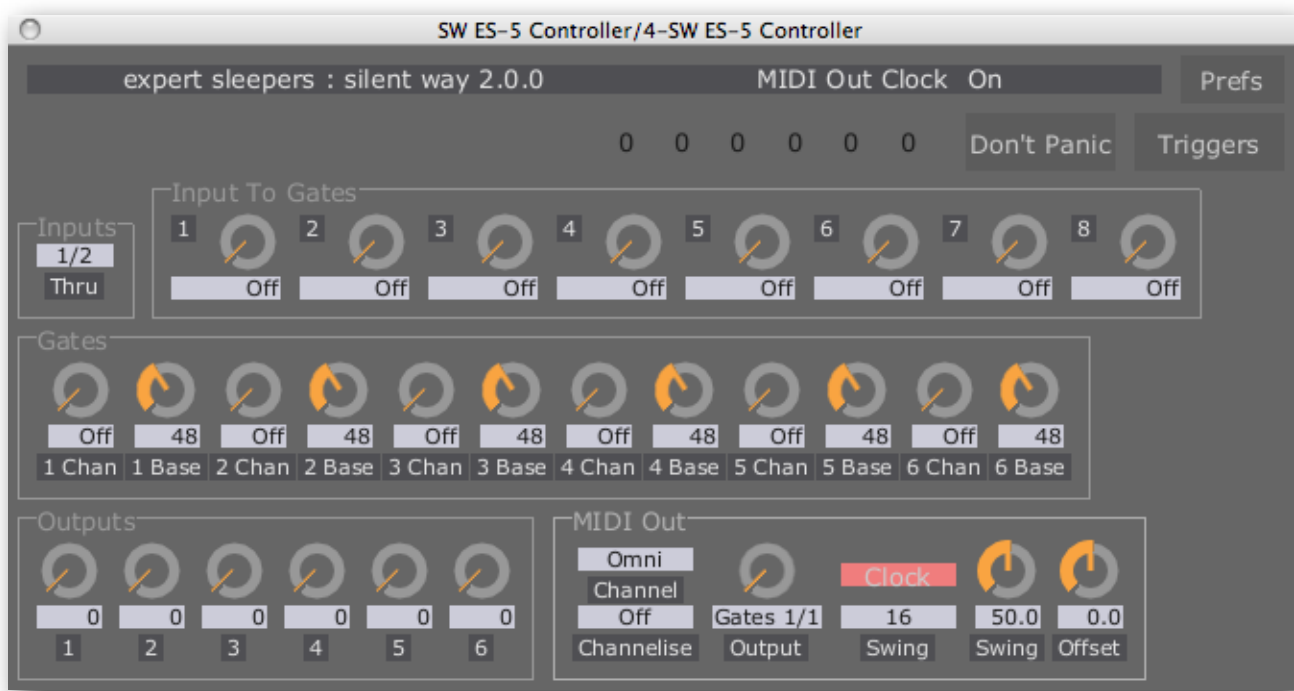 SW ES-5 Controller/4-SW ES-5 Controller
expert sleepers : silent way 2.0.0 MIDI Out Clock On Prefs
0 0 0 0 0 0 Don't Panic Triggers
Input To Gates
Inputs
1 2 3 4 5 6 7 8
1/2
Thru Off Off Off Off Off Off Off Off
Gates
Off 48 Off 48 Off 48 Off 48 Off 48 Off 48
1 Chan 1 Base 2 Chan 2 Base 3 Chan 3 Base 4 Chan 4 Base 5 Chan 5 Base 6 Chan 6 Base
Outputs
0 0 0 0 0 0
1 2 3 4 5 6
MIDI Out
Omni
Channel Clock
Off Gates 1/1 16 50.0 0.0
Channelise Output Swing Swing Offset